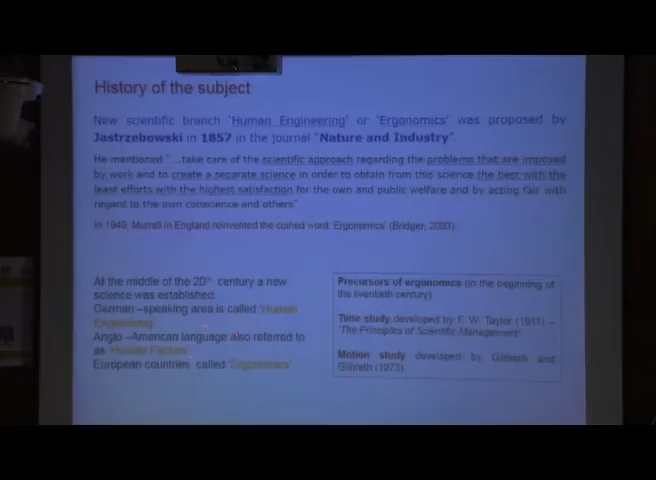 History of the subject
New scientific branch 'Human Engineering' or 'Ergonomics' was proposed by
Jastrzebowski in 1857 in the journal "Nature and Industry".
He mentioned " ...take care of the scientific approach regarding the problems that are imposed
by work and to create a separate science in order to obtain from this science the best with the
least efforts with the highest satisfaction for the own and public welfare and by acting fair with
regard to the own conscience and others"
In 1949, Murrell in England reinvented the coined word 'Ergonomics' (Bridger, 2003).
At the middle of the 20th century a new
science was established:
German –speaking area is called 'Human
Engineering'
Anglo –American language also referred to
as 'Human Factors'
European countries called 'Ergonomics'
Precursors of ergonomics (in the beginning of
the twentieth century)
Time study developed by F. W. Taylor (1911) –
'The Principles of Scientific Management'
Motion study developed by Gilbreth and
Gilbreth (1973).